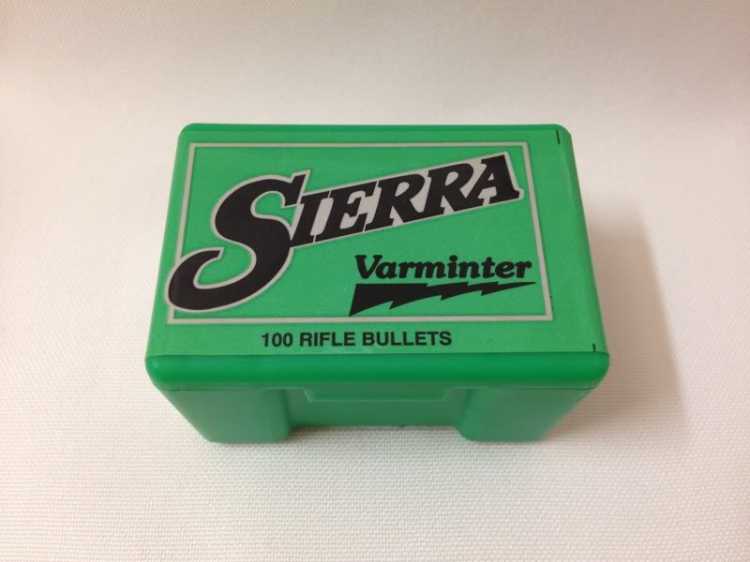 SIERRA
Varminter
100 RIFLE BULLETS